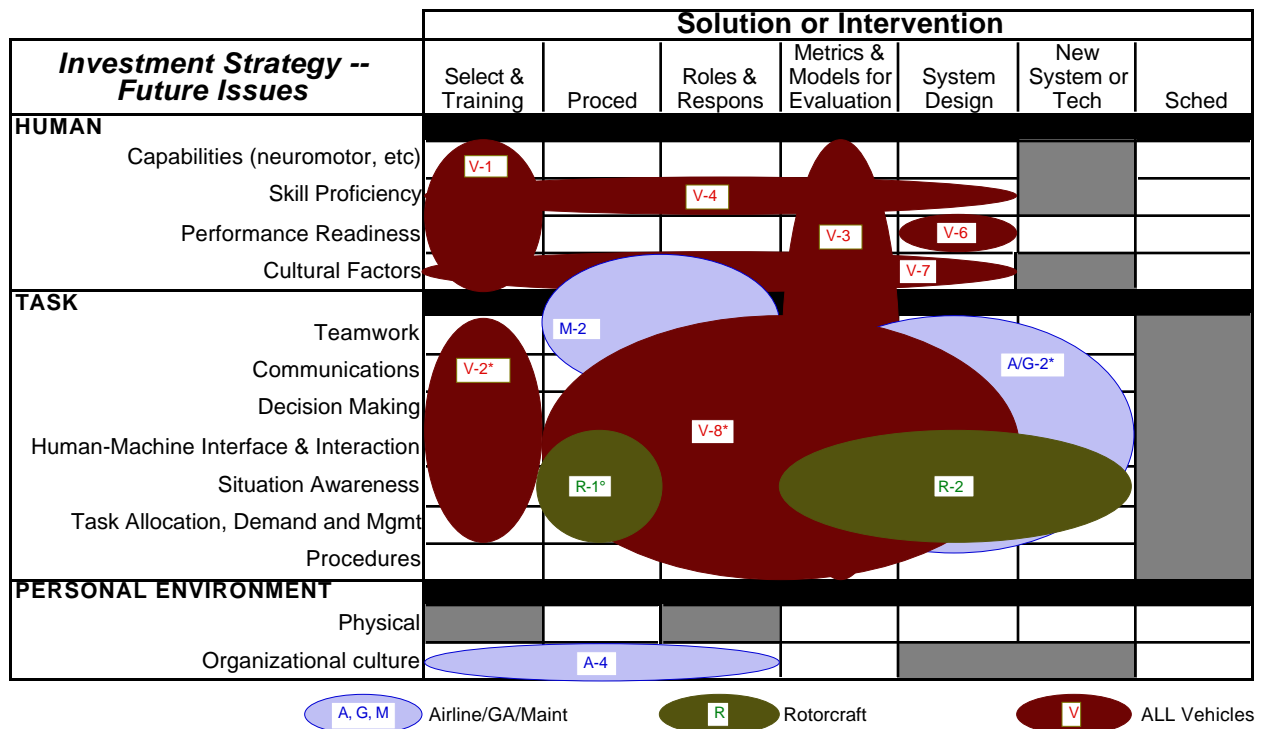 Solution or Intervention
Investment Strategy --
Future Issues
Select &
Training
Proced
Roles &
Respons
Metrics &
Models for
Evaluation
System
Design
New
System or
Tech
Sched
HUMAN
Capabilities (neuromotor, etc)
V-1
Skill Proficiency
V-4
Performance Readiness
V-3
V-6
Cultural Factors
V-7
TASK
Teamwork
M-2
Communications
V-2*
A/G-2*
Decision Making
Human-Machine Interface & Interaction
V-8*
Situation Awareness
R-1°
R-2
Task Allocation, Demand and Mgmt
Procedures
PERSONAL ENVIRONMENT
Physical
Organizational culture
A-4
A, G, M
Airline/GA/Maint
R
Rotorcraft
V
ALL Vehicles